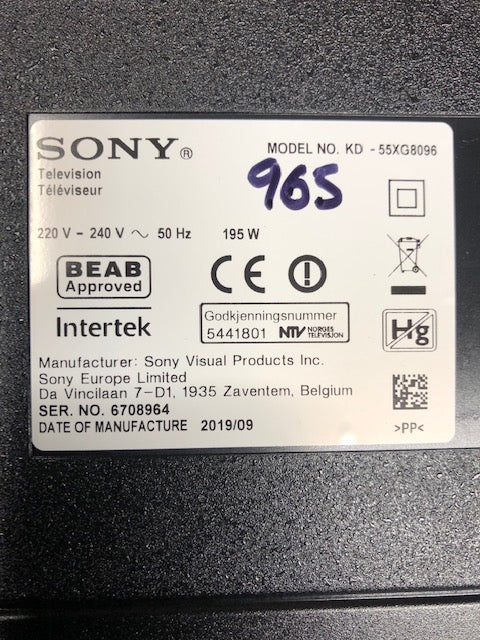 SONY®
MODEL NO. KD - 55XG8096
Television
Téléviseur
965
220 V - 240 V ~ 50 Hz 195 W
BEAB
Approved
CE
Intertek
Godkjenningsnummer
5441801 NTV NORGES TELEVISJON
Hg
Manufacturer: Sony Visual Products Inc.
Sony Europe Limited
Da Vincilaan 7-D1, 1935 Zaventem, Belgium
SER. NO. 6708964
DATE OF MANUFACTURE 2019/09
>PP<